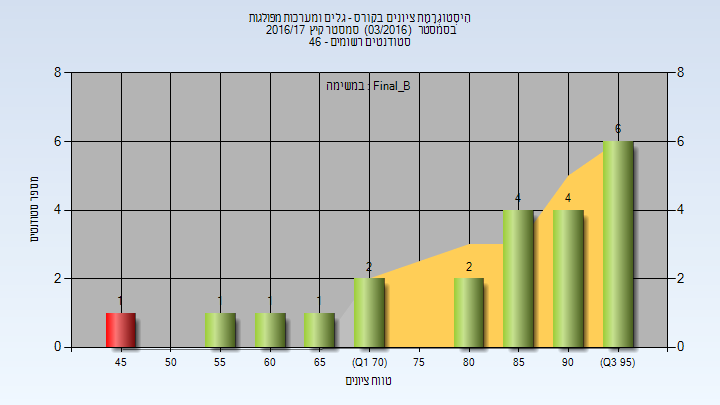 היסטוגרמת ציונים בקורס - גלים ומערכות מפולגות
בסמסטר (03/2016) סמסטר קיץ 2016/17
סטודנטים רשומים - 46
במשימה : Final_B
8 8
6 6
4 4
2 2
0 0
1 1 1 1 2 2 4 4 6
45 50 55 60 65 (Q1 70) 75 80 85 90 (Q3 95)
מספר סטודנטים
טווח ציונים